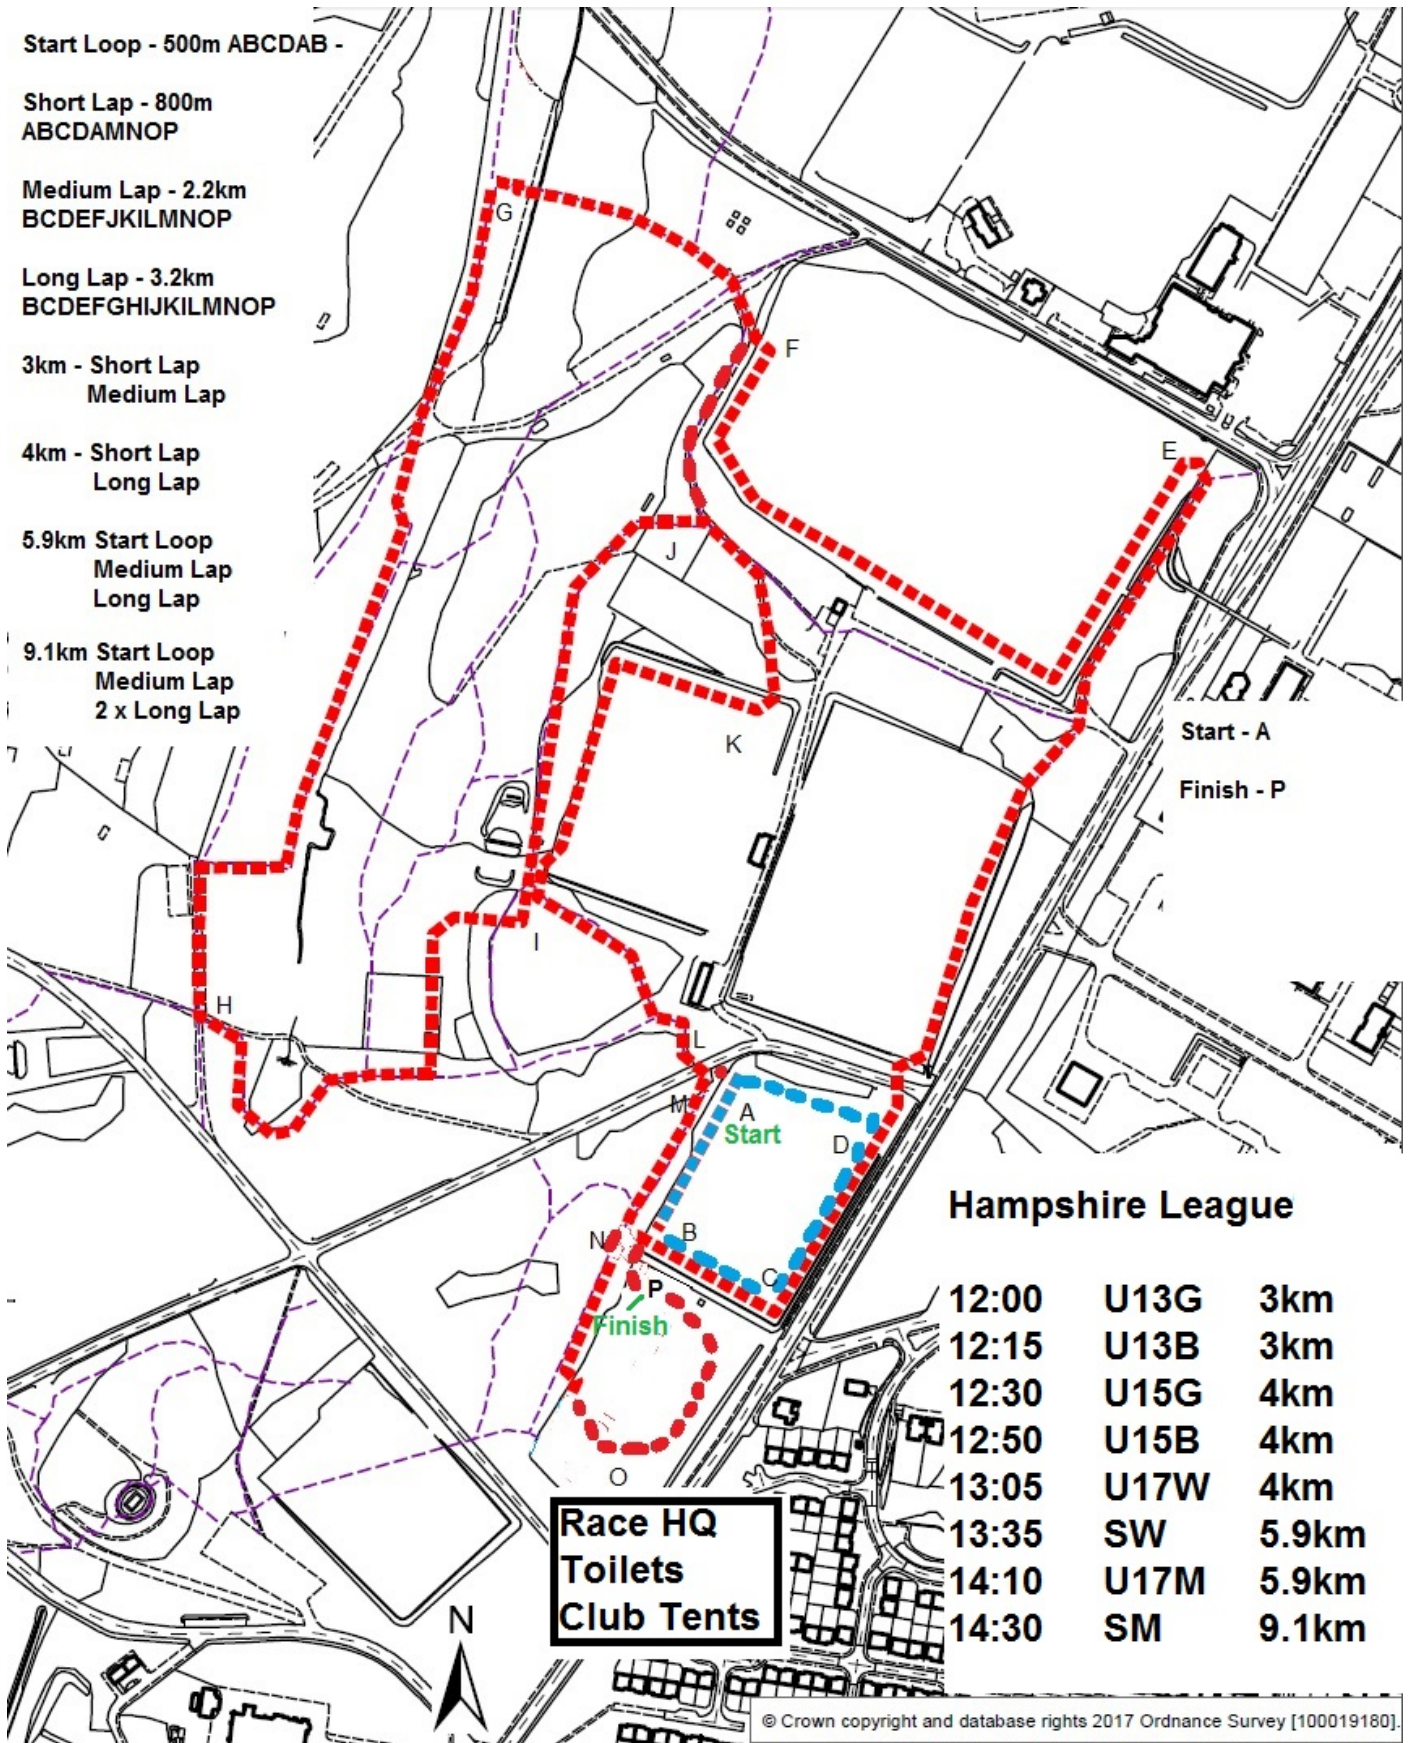 Start Loop - 500m ABCDAB -
Short Lap - 800m
ABCDAMNOP
Medium Lap - 2.2km
BCDEFJKILMNOP
Long Lap - 3.2km
BCDEFGHIJKILMNOP
3km - Short Lap
Medium Lap
4km - Short Lap
Long Lap
5.9km Start Loop
Medium Lap
Long Lap
9.1km Start Loop
Medium Lap
2 x Long Lap
G
F
E
J
K
Start - A
Finish - P
I
H
L
M
A
Start
D
B
N
C
P
Finish
O
Hampshire League
12:00 U13G 3km
12:15 U13B 3km
12:30 U15G 4km
12:50 U15B 4km
13:05 U17W 4km
13:35 SW 5.9km
14:10 U17M 5.9km
14:30 SM 9.1km
Race HQ
Toilets
Club Tents
N
© Crown copyright and database rights 2017 Ordnance Survey [100019180].